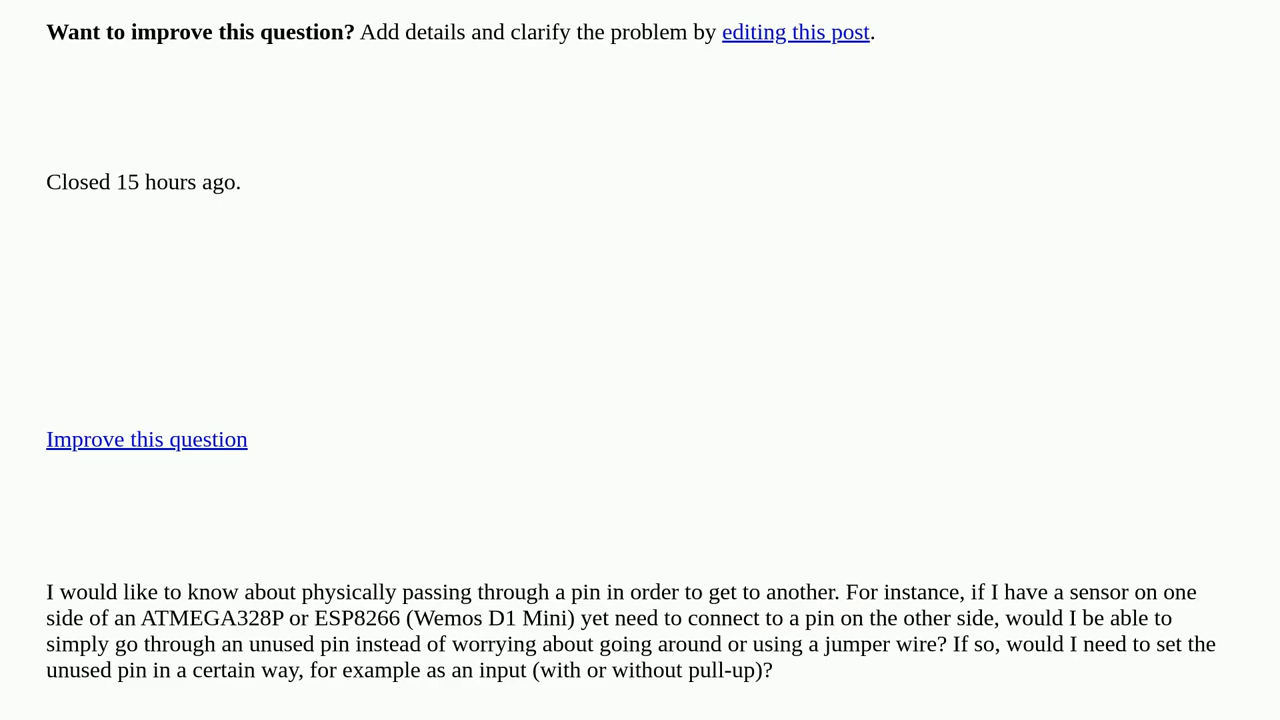 Want to improve this question? Add details and clarify the problem by editing this post.
Closed 15 hours ago.
Improve this question
I would like to know about physically passing through a pin in order to get to another. For instance, if I have a sensor on one
side of an ATMEGA328P or ESP8266 (Wemos D1 Mini) yet need to connect to a pin on the other side, would I be able to
simply go through an unused pin instead of worrying about going around or using a jumper wire? If so, would I need to set the
unused pin in a certain way, for example as an input (with or without pull-up)?